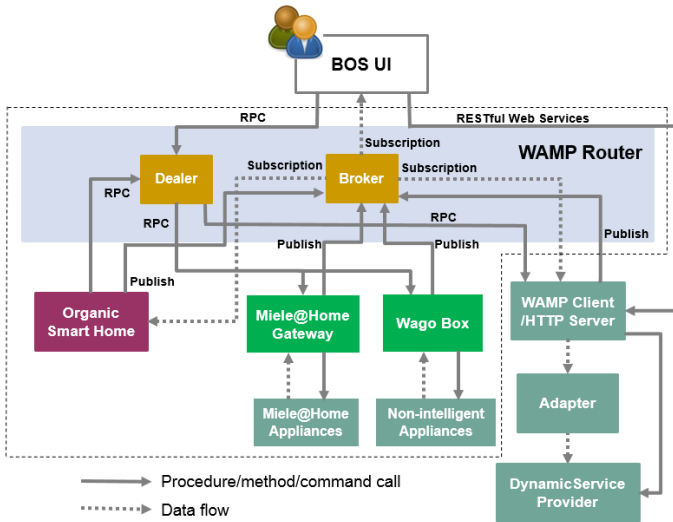 BOS UI
RPC
RESTful Web Services
Subscription
WAMP Router
Subscription
Subscription
Dealer
Broker
RPC
RPC
RPC
Publish
Publish
Publish
Publish
Organic
Smart Home
Miele@Home
Gateway
Wago Box
WAMP Client
/HTTP Server
Miele@Home
Appliances
Non-intelligent
Appliances
Adapter
DynamicService
Provider
Procedure/method/command call
Data flow